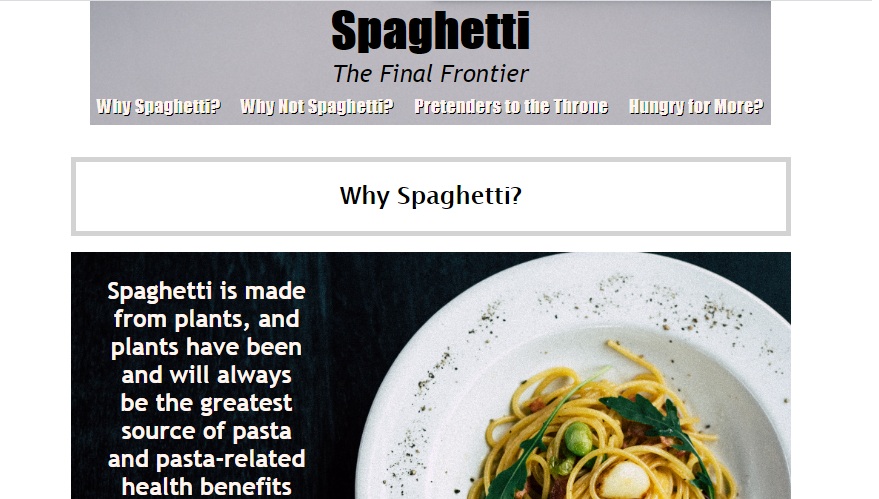 Spaghetti
The Final Frontier
Why Spaghetti? Why Not Spaghetti? Pretenders to the Throne Hungry for More?
Why Spaghetti?
Spaghetti is made
from plants, and
plants have been
and will always
be the greatest
source of pasta
and pasta-related
health benefits